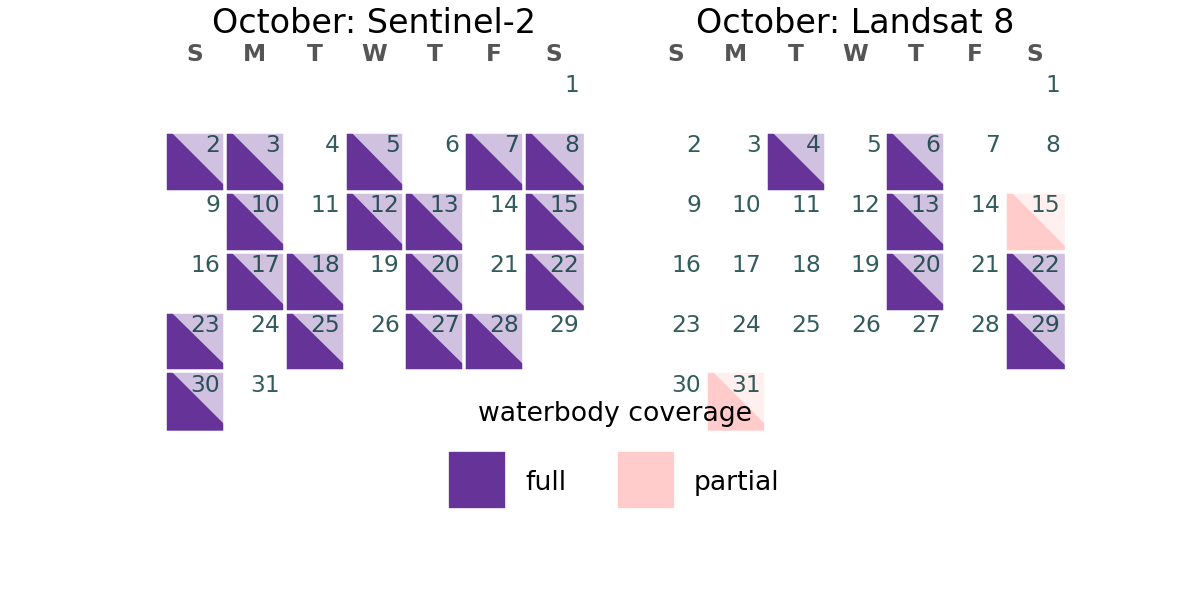 October: Sentinel-2
S M T W T F S
1
2 3 4 5 6 7 8
9 10 11 12 13 14 15
16 17 18 19 20 21 22
23 24 25 26 27 28 29
30 31
October: Landsat 8
S M T W T F S
1
2 3 4 5 6 7 8
9 10 11 12 13 14 15
16 17 18 19 20 21 22
23 24 25 26 27 28 29
30 31
waterbody coverage
full partial